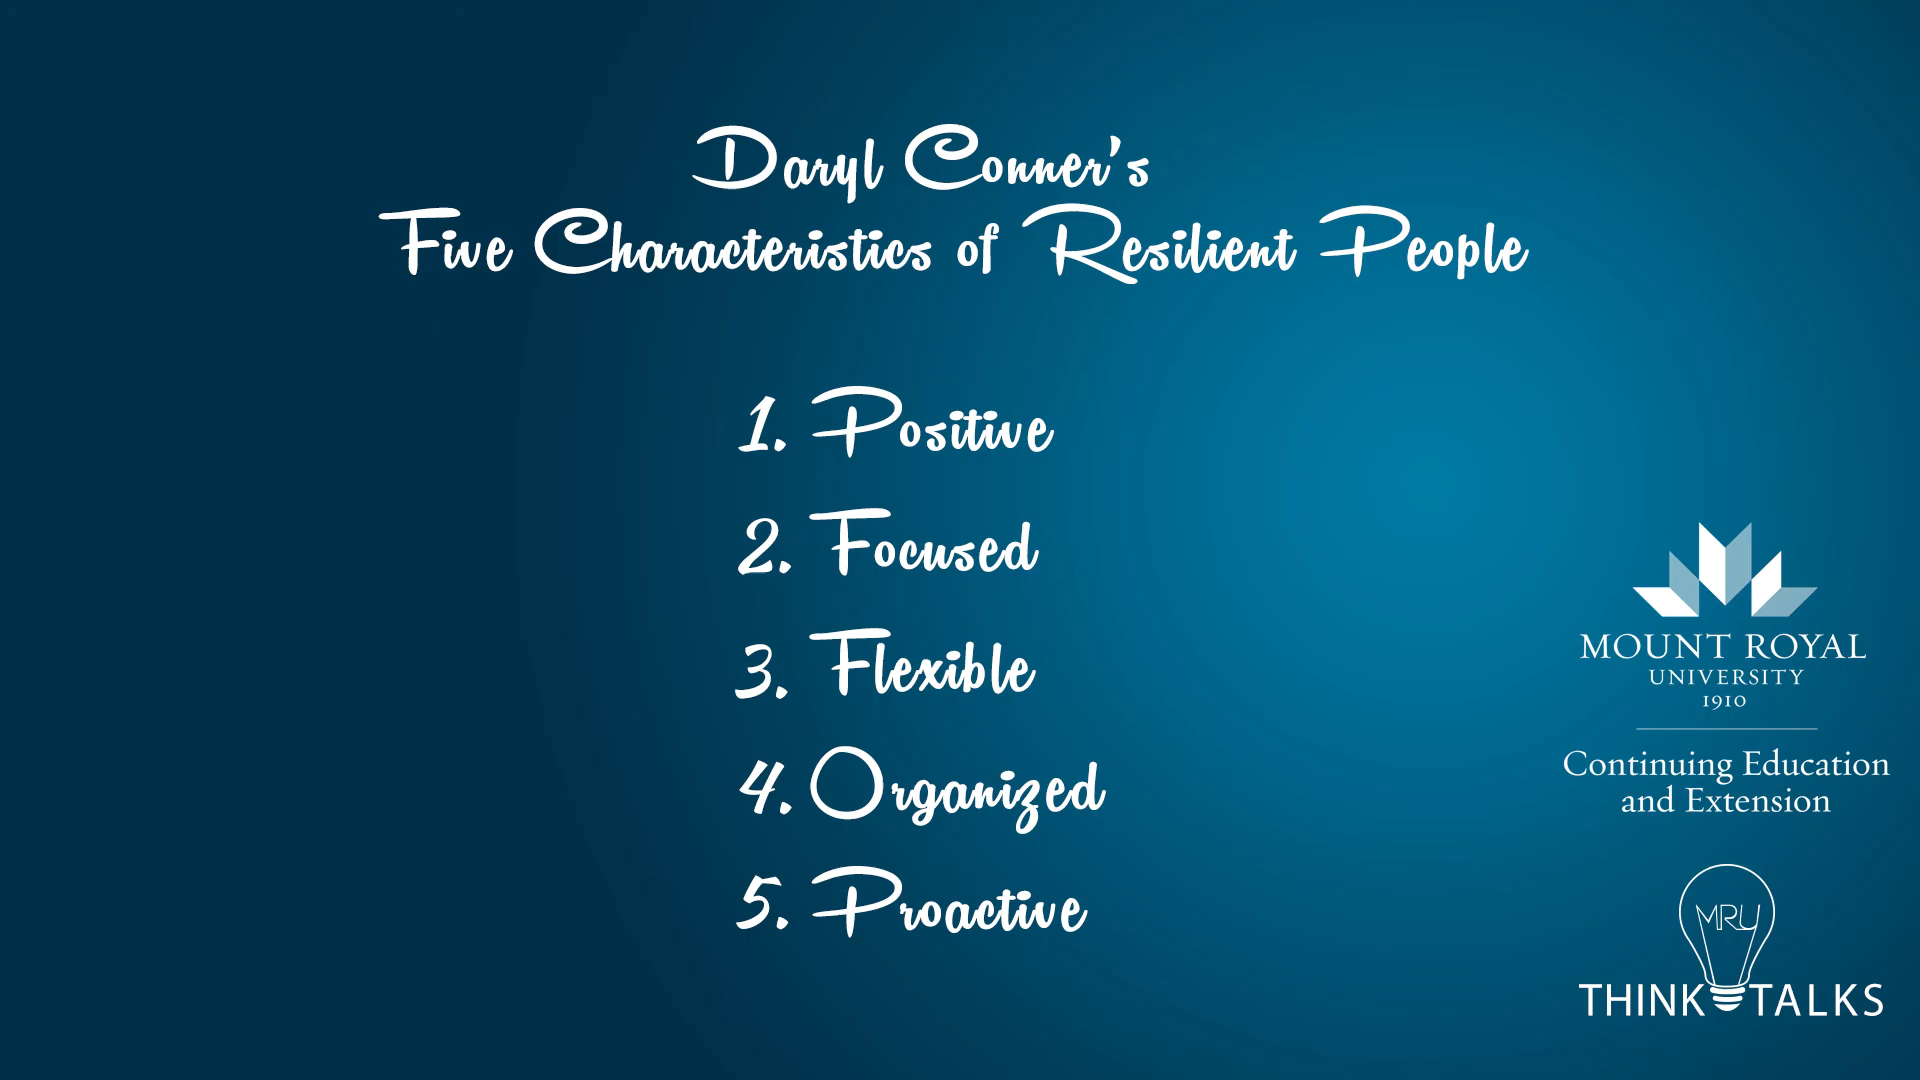 Daryl Conner's
Five Characteristics of Resilient People
1. Positive
2. Focused
3. Flexible
4. Organized
5. Proactive
MOUNT ROYAL
UNIVERSITY
1910
Continuing Education
and Extension
MRU
THINK TALKS